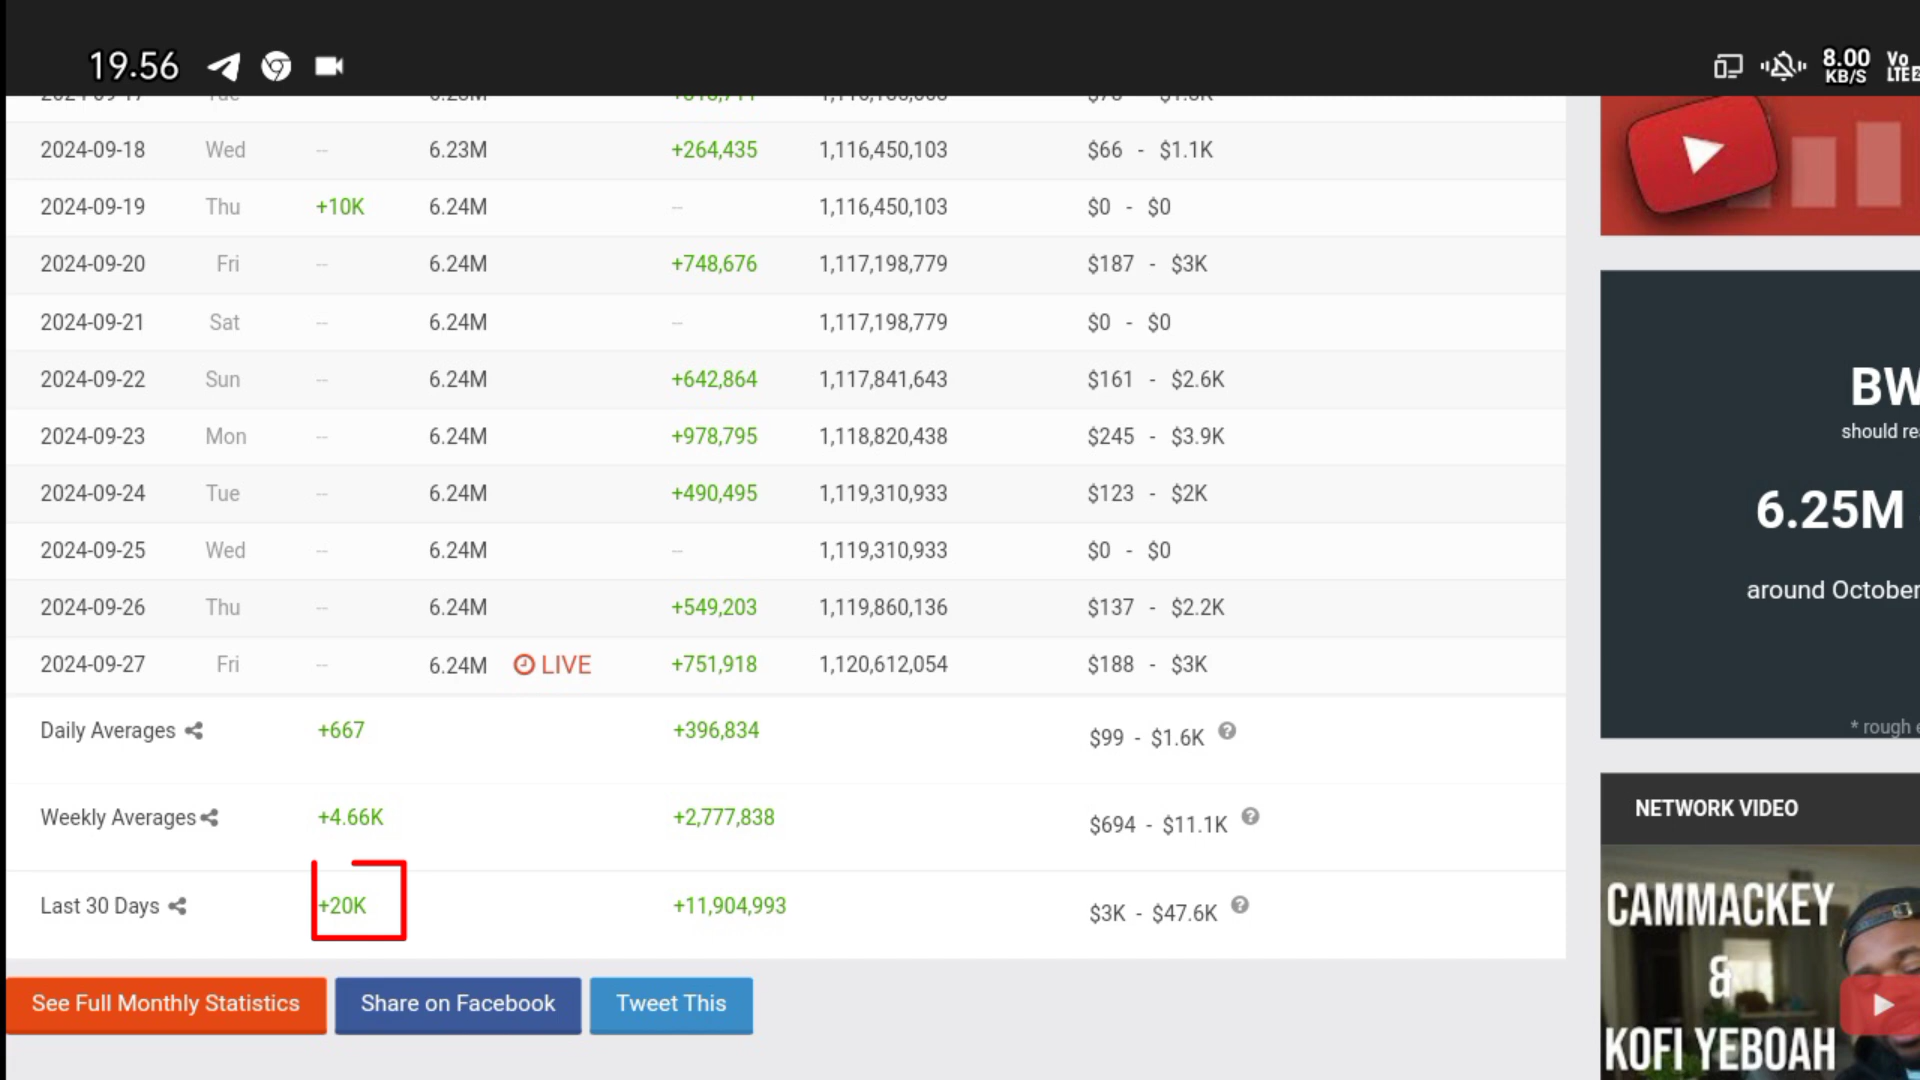 19.56
8.00 KB/S
Vo LTE
2024-09-18 Wed -- 6.23M +264,435 1,116,450,103 $66 - $1.1K
2024-09-19 Thu +10K 6.24M -- 1,116,450,103 $0 - $0
2024-09-20 Fri -- 6.24M +748,676 1,117,198,779 $187 - $3K
2024-09-21 Sat -- 6.24M -- 1,117,198,779 $0 - $0
2024-09-22 Sun -- 6.24M +642,864 1,117,841,643 $161 - $2.6K
2024-09-23 Mon -- 6.24M +978,795 1,118,820,438 $245 - $3.9K
2024-09-24 Tue -- 6.24M +490,495 1,119,310,933 $123 - $2K
2024-09-25 Wed -- 6.24M -- 1,119,310,933 $0 - $0
2024-09-26 Thu -- 6.24M +549,203 1,119,860,136 $137 - $2.2K
2024-09-27 Fri -- 6.24M LIVE +751,918 1,120,612,054 $188 - $3K
Daily Averages +667 +396,834 $99 - $1.6K
Weekly Averages +4.66K +2,777,838 $694 - $11.1K
Last 30 Days +20K +11,904,993 $3K - $47.6K
See Full Monthly Statistics
Share on Facebook
Tweet This
BW
should re
6.25M
around October
* rough e
NETWORK VIDEO
CAMMACKEY
&
KOFI YEBOAH